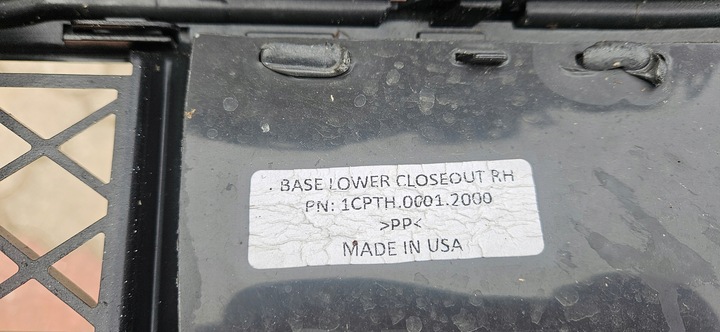 . BASE LOWER CLOSEOUT RH
PN: 1CPTH.0001.2000
>PP<
MADE IN USA